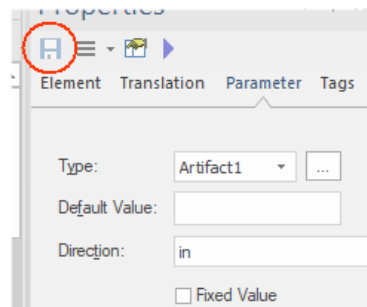 Properties
Element Translation Parameter Tags
Type: Artifact1 ...
Default Value:
Direction: in
Fixed Value